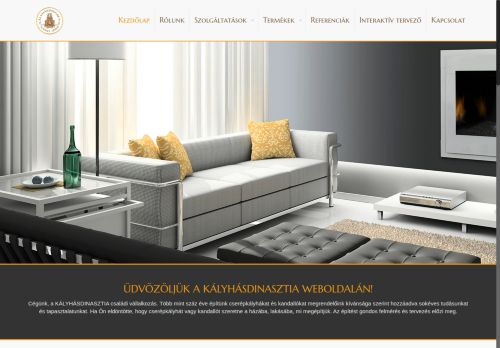 Kezdőlap Rólunk Szolgáltatások Termékek Referenciák Interaktív tervező Kapcsolat
ÜDVÖZÖLJÜK A KÁLYHÁSDINASZTIA WEBOLDALÁN!
Cégünk, a KÁLYHÁSDINASZTIA családi vállalkozás. Több mint száz éve építünk cserépkályhákat és kandallókat megrendelőink kívánsága szerint hozzáadva sokéves tudásunkat
és tapasztalatunkat. Ha Ön eldöntötte, hogy cserépkályhát vagy kandallót szeretne a házába, lakásába, mi megépítjük. Az építést gondos felmérés és tervezés előzi meg.